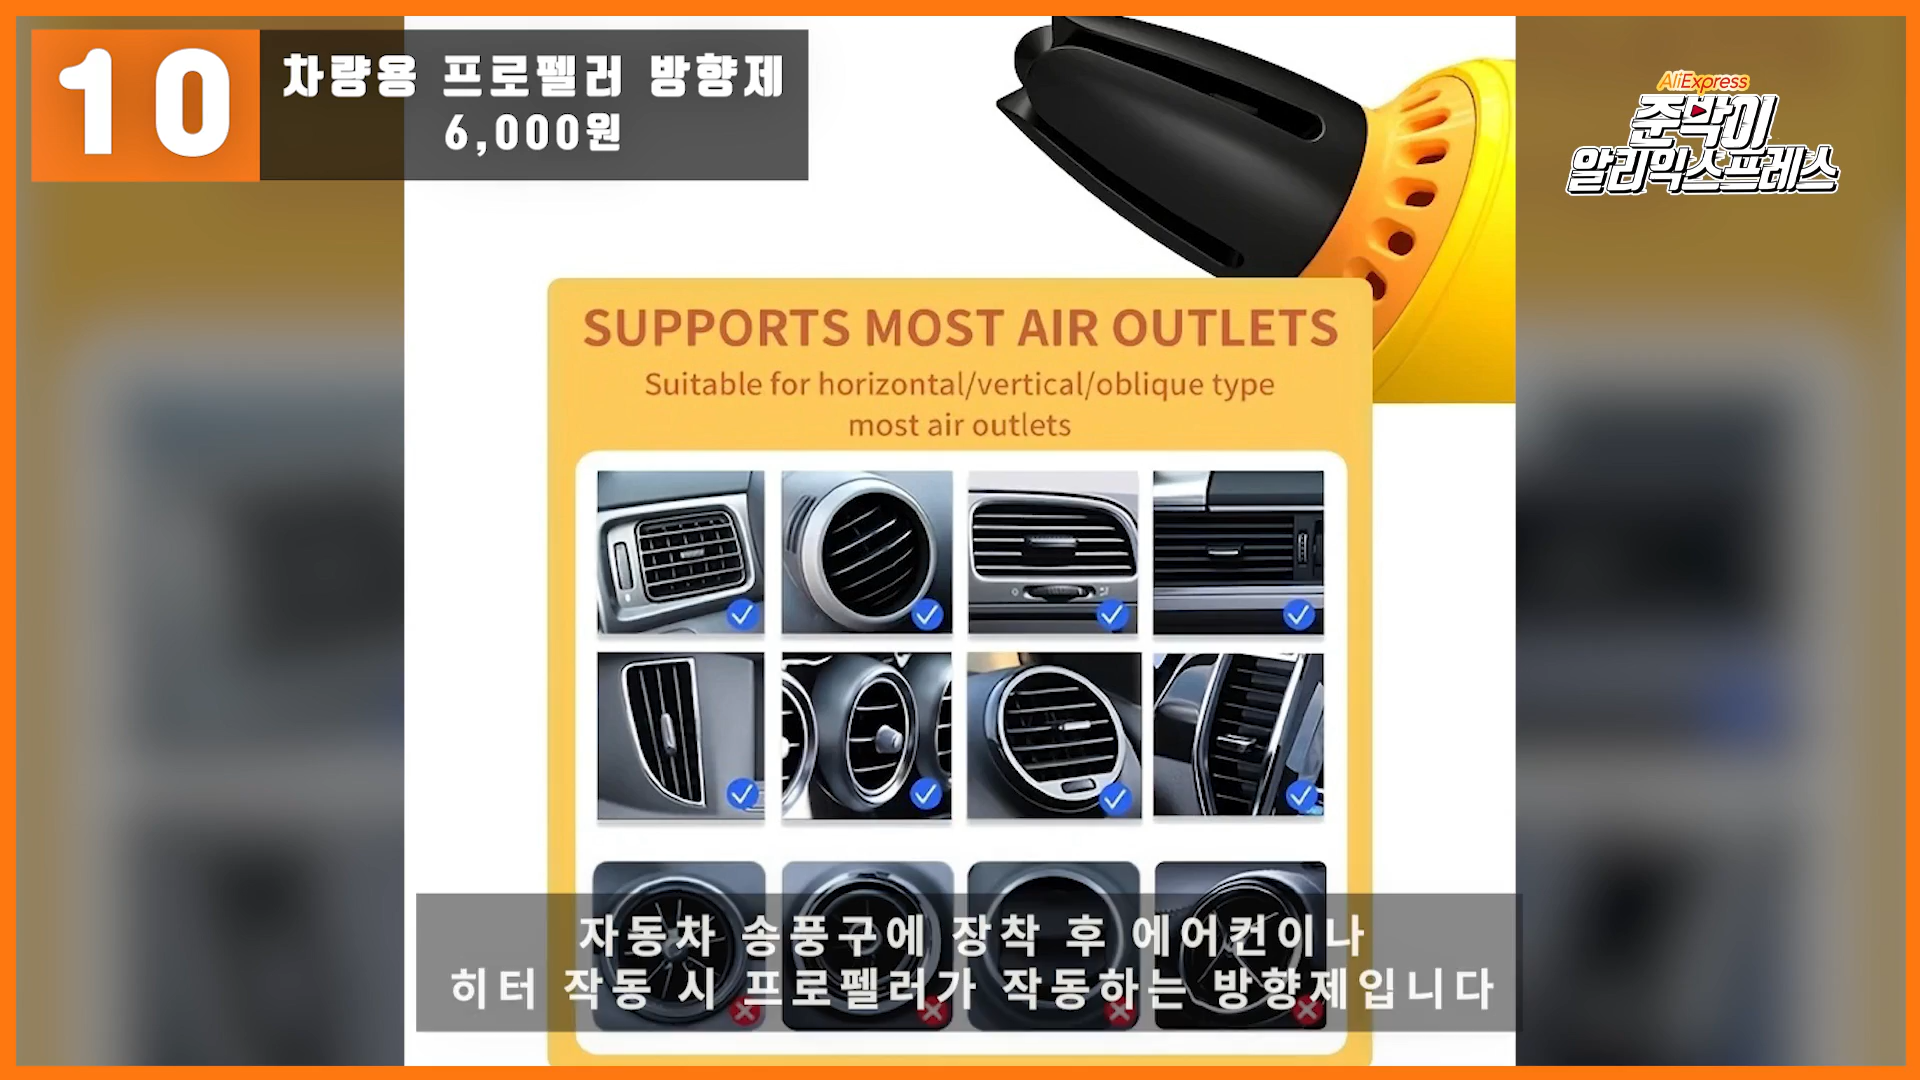 10
차량용 프로펠러 방향제
6,000원
AliExpress
준박이
알리익스프레스
SUPPORTS MOST AIR OUTLETS
Suitable for horizontal/vertical/oblique type
most air outlets
자동차 송풍구에 장착 후 에어컨이나
히터 작동 시 프로펠러가 작동하는 방향제입니다